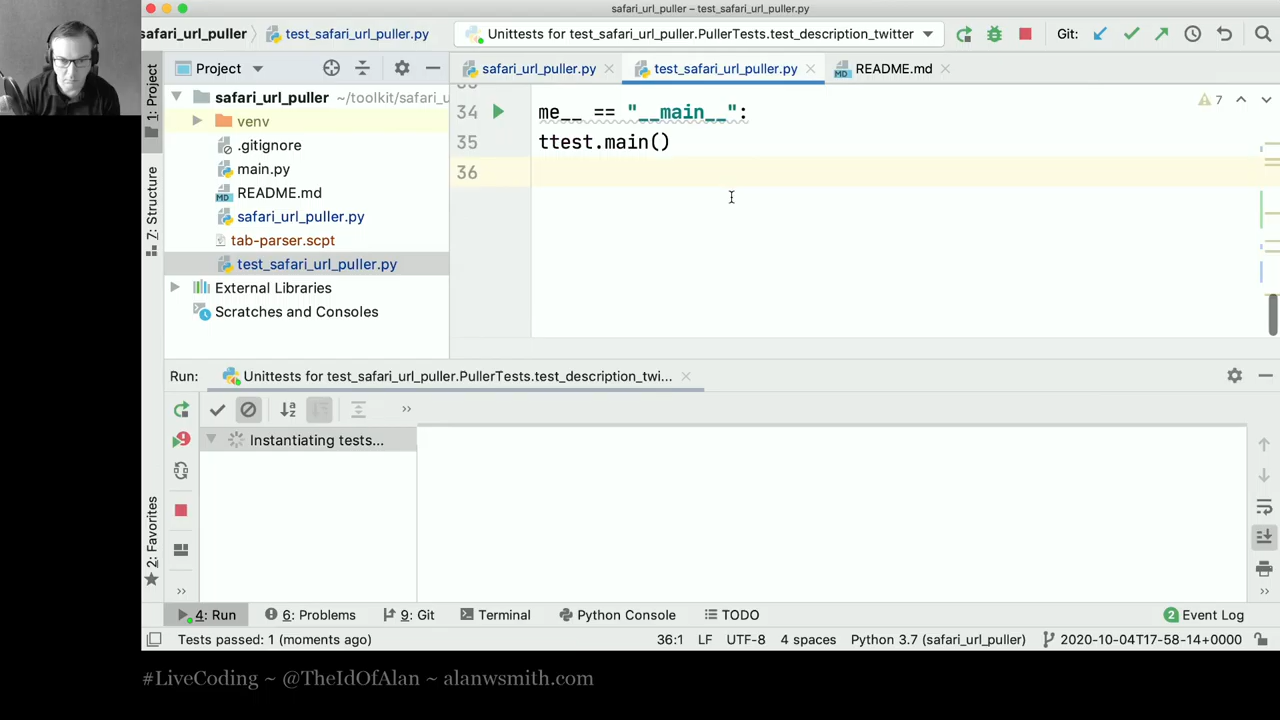 safari_url_puller – test_safari_url_puller.py
safari_url_puller
test_safari_url_puller.py
Unittests for test_safari_url_puller.PullerTests.test_description_twitter
Git:
1: Project
Project
safari_url_puller.py
test_safari_url_puller.py
README.md
safari_url_puller ~/toolkit/safari_u
venv
.gitignore
main.py
README.md
safari_url_puller.py
tab-parser.scpt
test_safari_url_puller.py
External Libraries
Scratches and Consoles
34 me__ == "__main__":
35 ttest.main()
36
7
Z: Structure
2: Favorites
Run:
Unittests for test_safari_url_puller.PullerTests.test_description_twi...
Instantiating tests...
4: Run
6: Problems
9: Git
Terminal
Python Console
TODO
2 Event Log
Tests passed: 1 (moments ago)
36:1
LF
UTF-8
4 spaces
Python 3.7 (safari_url_puller)
2020-10-04T17-58-14+0000
#LiveCoding ~ @TheIdOfAlan ~ alanwsmith.com